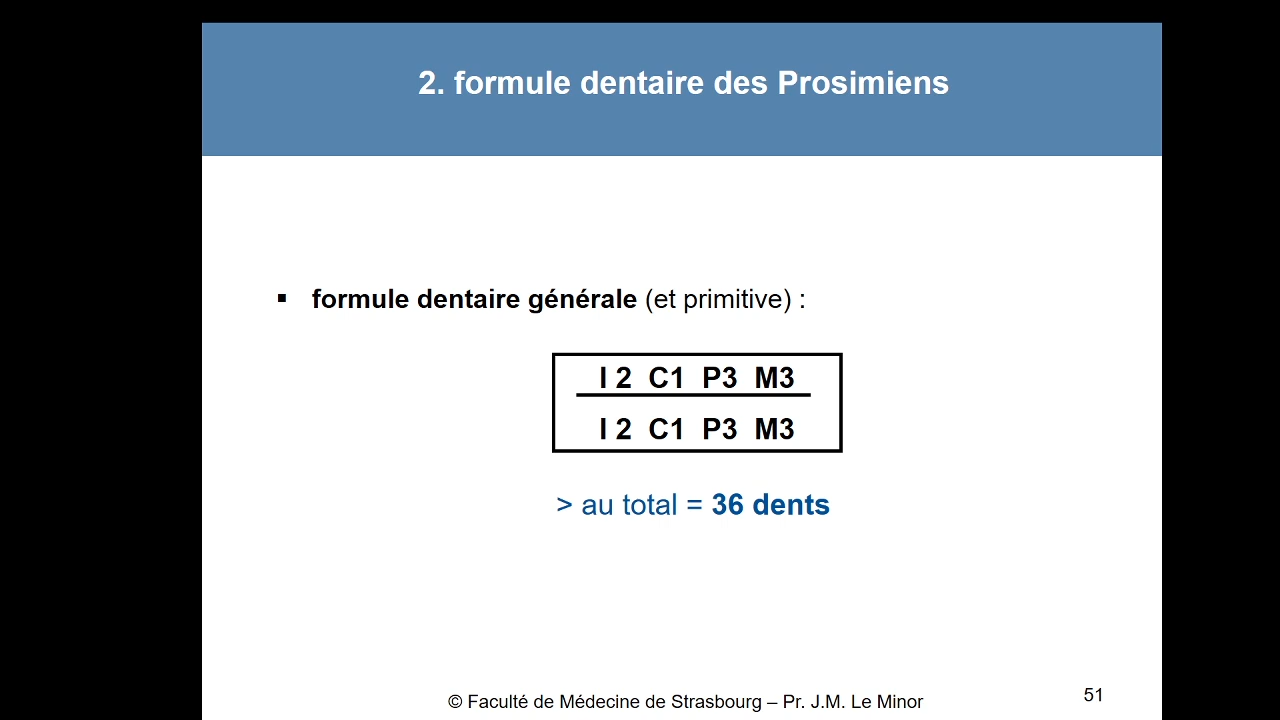 2. formule dentaire des Prosimiens
▪ formule dentaire générale (et primitive) :
I 2 C1 P3 M3
I 2 C1 P3 M3
> au total = 36 dents
© Faculté de Médecine de Strasbourg – Pr. J.M. Le Minor
51